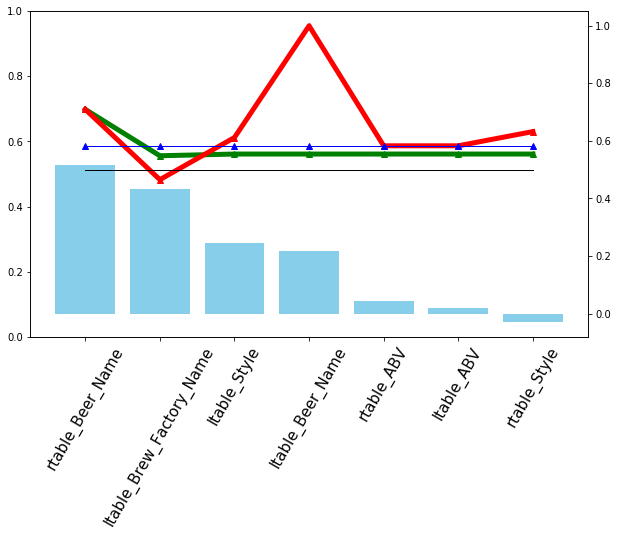 1.0
0.8
0.6
0.4
0.2
0.0
1.0
0.8
0.6
0.4
0.2
0.0
rtable_Beer_Name
ltable_Brew_Factory_Name
ltable_Style
ltable_Beer_Name
rtable_ABV
ltable_ABV
rtable_Style